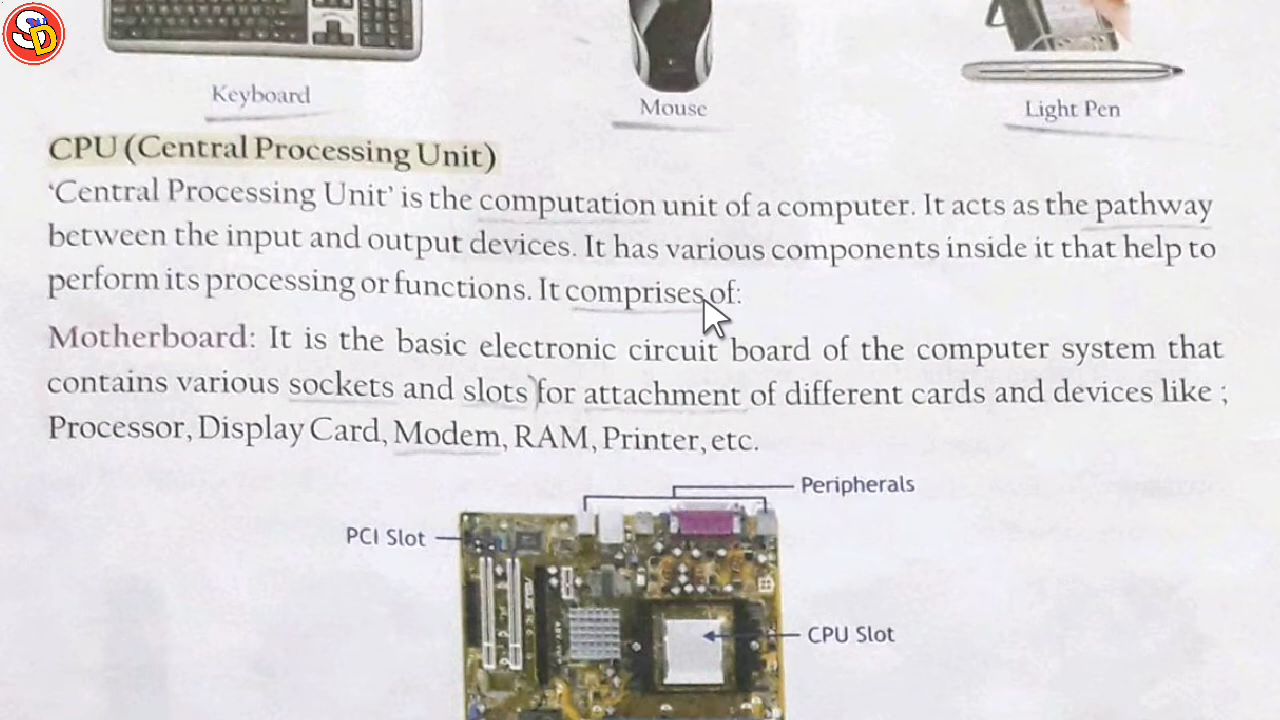 SD
Keyboard
Mouse
Light Pen
CPU (Central Processing Unit)
‘Central Processing Unit’ is the computation unit of a computer. It acts as the pathway
between the input and output devices. It has various components inside it that help to
perform its processing or functions. It comprises of:
Motherboard: It is the basic electronic circuit board of the computer system that
contains various sockets and slots for attachment of different cards and devices like ;
Processor, Display Card, Modem, RAM, Printer, etc.
Peripherals
PCI Slot
CPU Slot